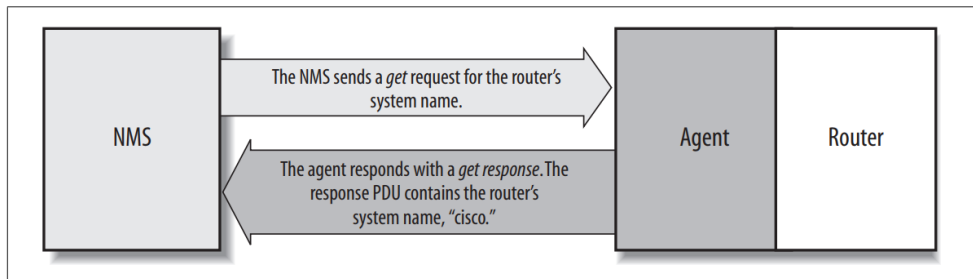 NMS
The NMS sends a get request for the router's
system name.
The agent responds with a get response. The
response PDU contains the router's
system name, "cisco."
Agent
Router